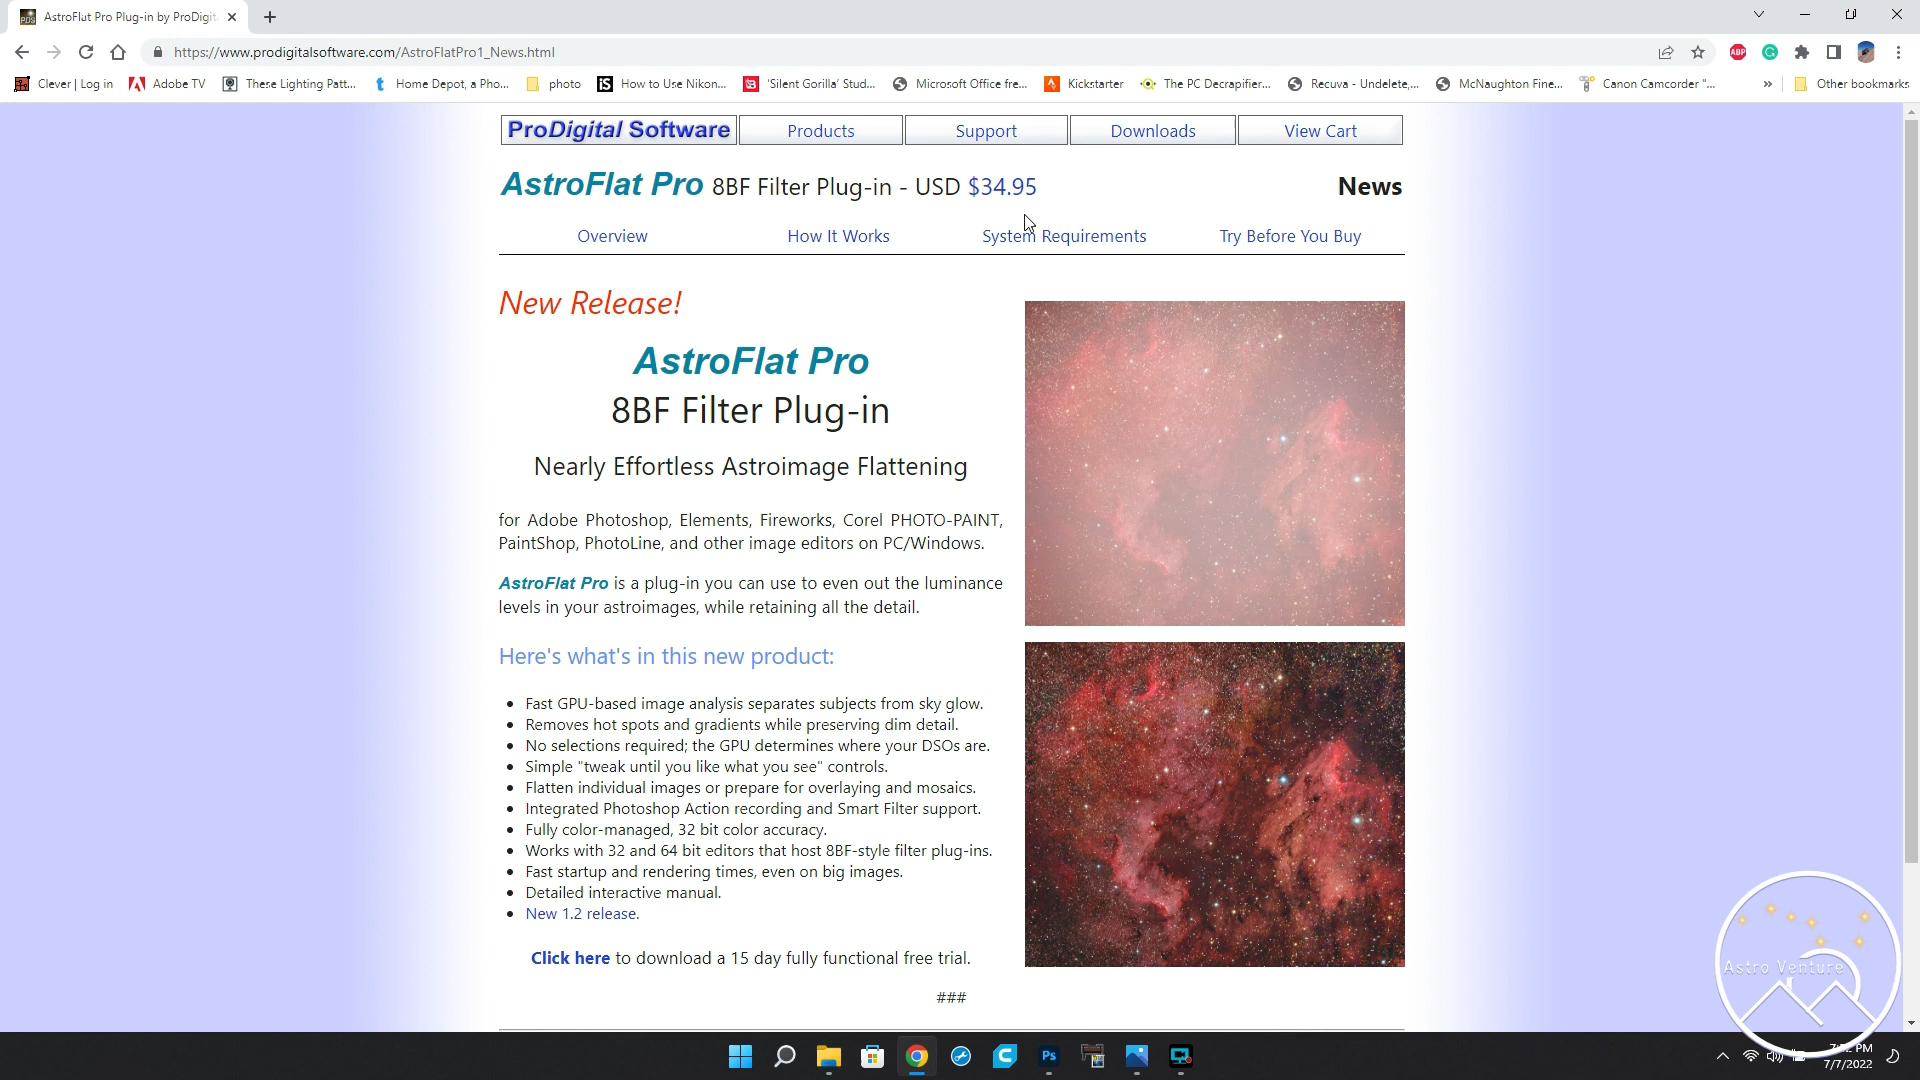 AstroFlat Pro Plug-in by ProDigit
https://www.prodigitalsoftware.com/AstroFlatPro1_News.html
Clever | Log in
Adobe TV
These Lighting Patt...
Home Depot, a Pho...
photo
How to Use Nikon...
'Silent Gorilla' Stud...
Microsoft Office fre...
Kickstarter
The PC Decrapifier...
Recuva - Undelete,...
McNaughton Fine...
Canon Camcorder "...
»
Other bookmarks
ProDigital Software
Products
Support
Downloads
View Cart
AstroFlat Pro 8BF Filter Plug-in - USD $34.95
News
Overview
How It Works
System Requirements
Try Before You Buy
New Release!
AstroFlat Pro
8BF Filter Plug-in
Nearly Effortless Astroimage Flattening
for Adobe Photoshop, Elements, Fireworks, Corel PHOTO-PAINT,
PaintShop, PhotoLine, and other image editors on PC/Windows.
AstroFlat Pro is a plug-in you can use to even out the luminance
levels in your astroimages, while retaining all the detail.
Here's what's in this new product:
• Fast GPU-based image analysis separates subjects from sky glow.
• Removes hot spots and gradients while preserving dim detail.
• No selections required; the GPU determines where your DSOs are.
• Simple "tweak until you like what you see" controls.
• Flatten individual images or prepare for overlaying and mosaics.
• Integrated Photoshop Action recording and Smart Filter support.
• Fully color-managed, 32 bit color accuracy.
• Works with 32 and 64 bit editors that host 8BF-style filter plug-ins.
• Fast startup and rendering times, even on big images.
• Detailed interactive manual.
• New 1.2 release.
Click here to download a 15 day fully functional free trial.
###
Astro Venture
PM
7/7/2022